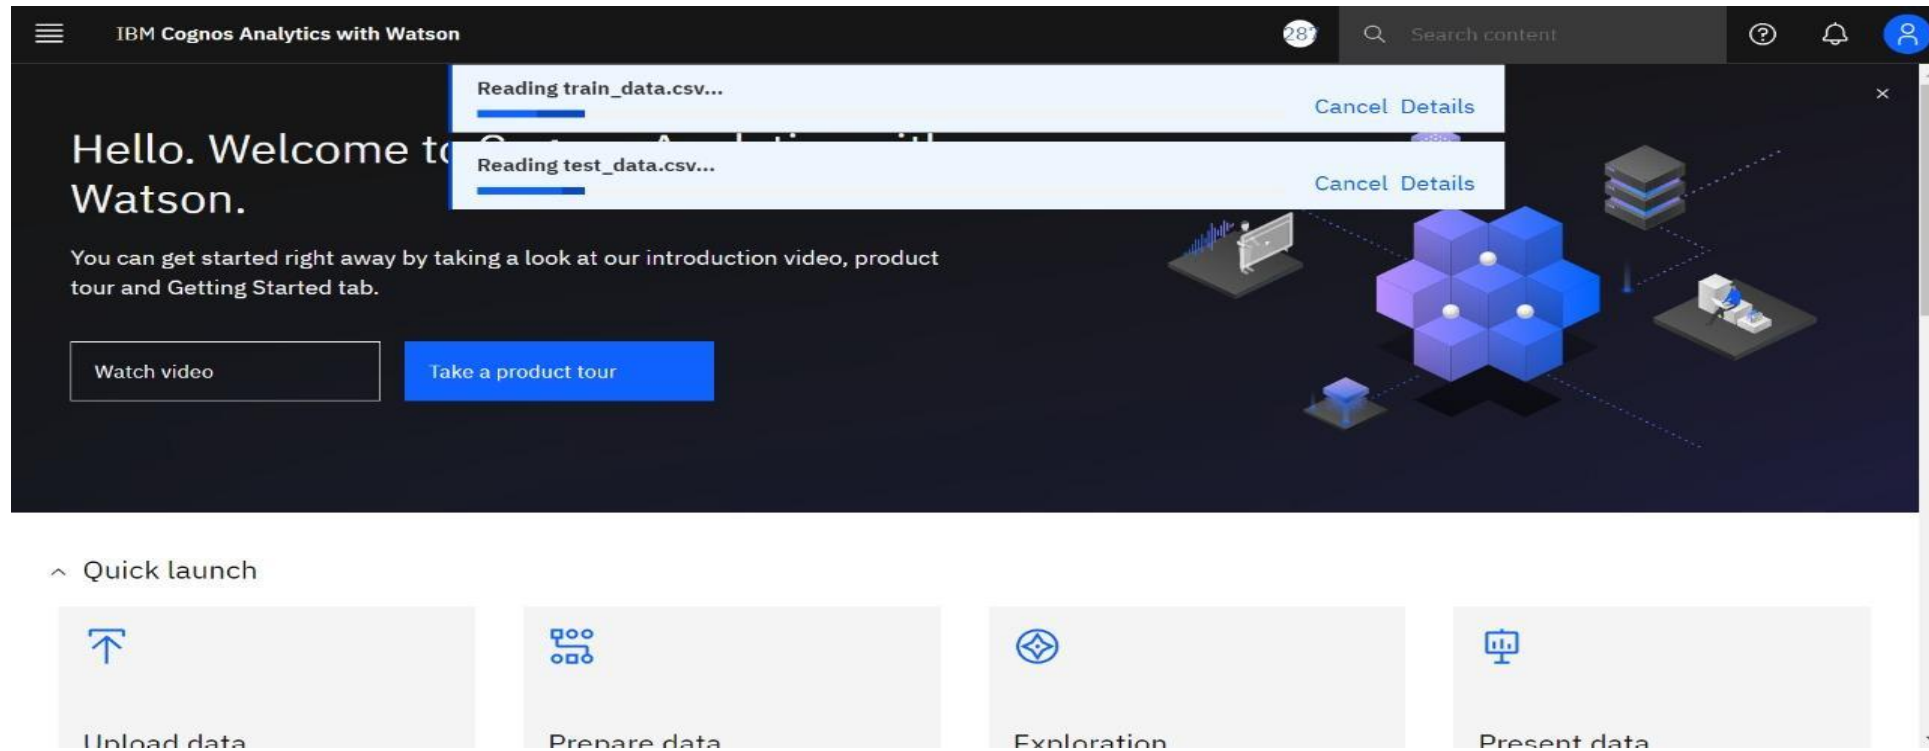 IBM Cognos Analytics with Watson
287
Search content
Reading train_data.csv...
Cancel Details
Hello. Welcome to
Reading test_data.csv...
Cancel Details
Watson.
You can get started right away by taking a look at our introduction video, product
tour and Getting Started tab.
Watch video
Take a product tour
Quick launch
Upload data
Prepare data
Exploration
Present data